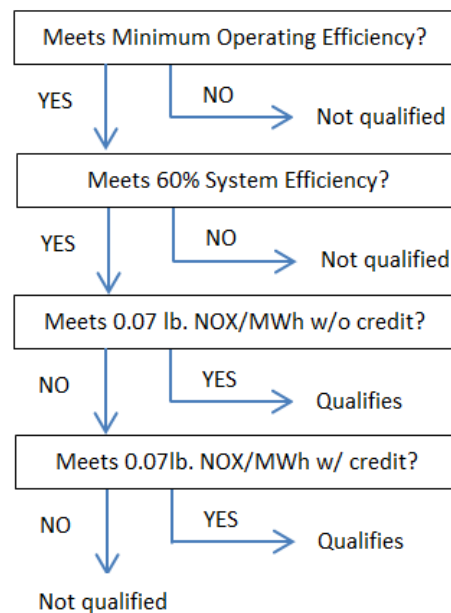 Meets Minimum Operating Efficiency?
YES
NO
Not qualified
Meets 60% System Efficiency?
YES
NO
Not qualified
Meets 0.07 lb. NOX/MWh w/o credit?
NO
YES
Qualifies
Meets 0.07lb. NOX/MWh w/ credit?
NO
YES
Qualifies
Not qualified